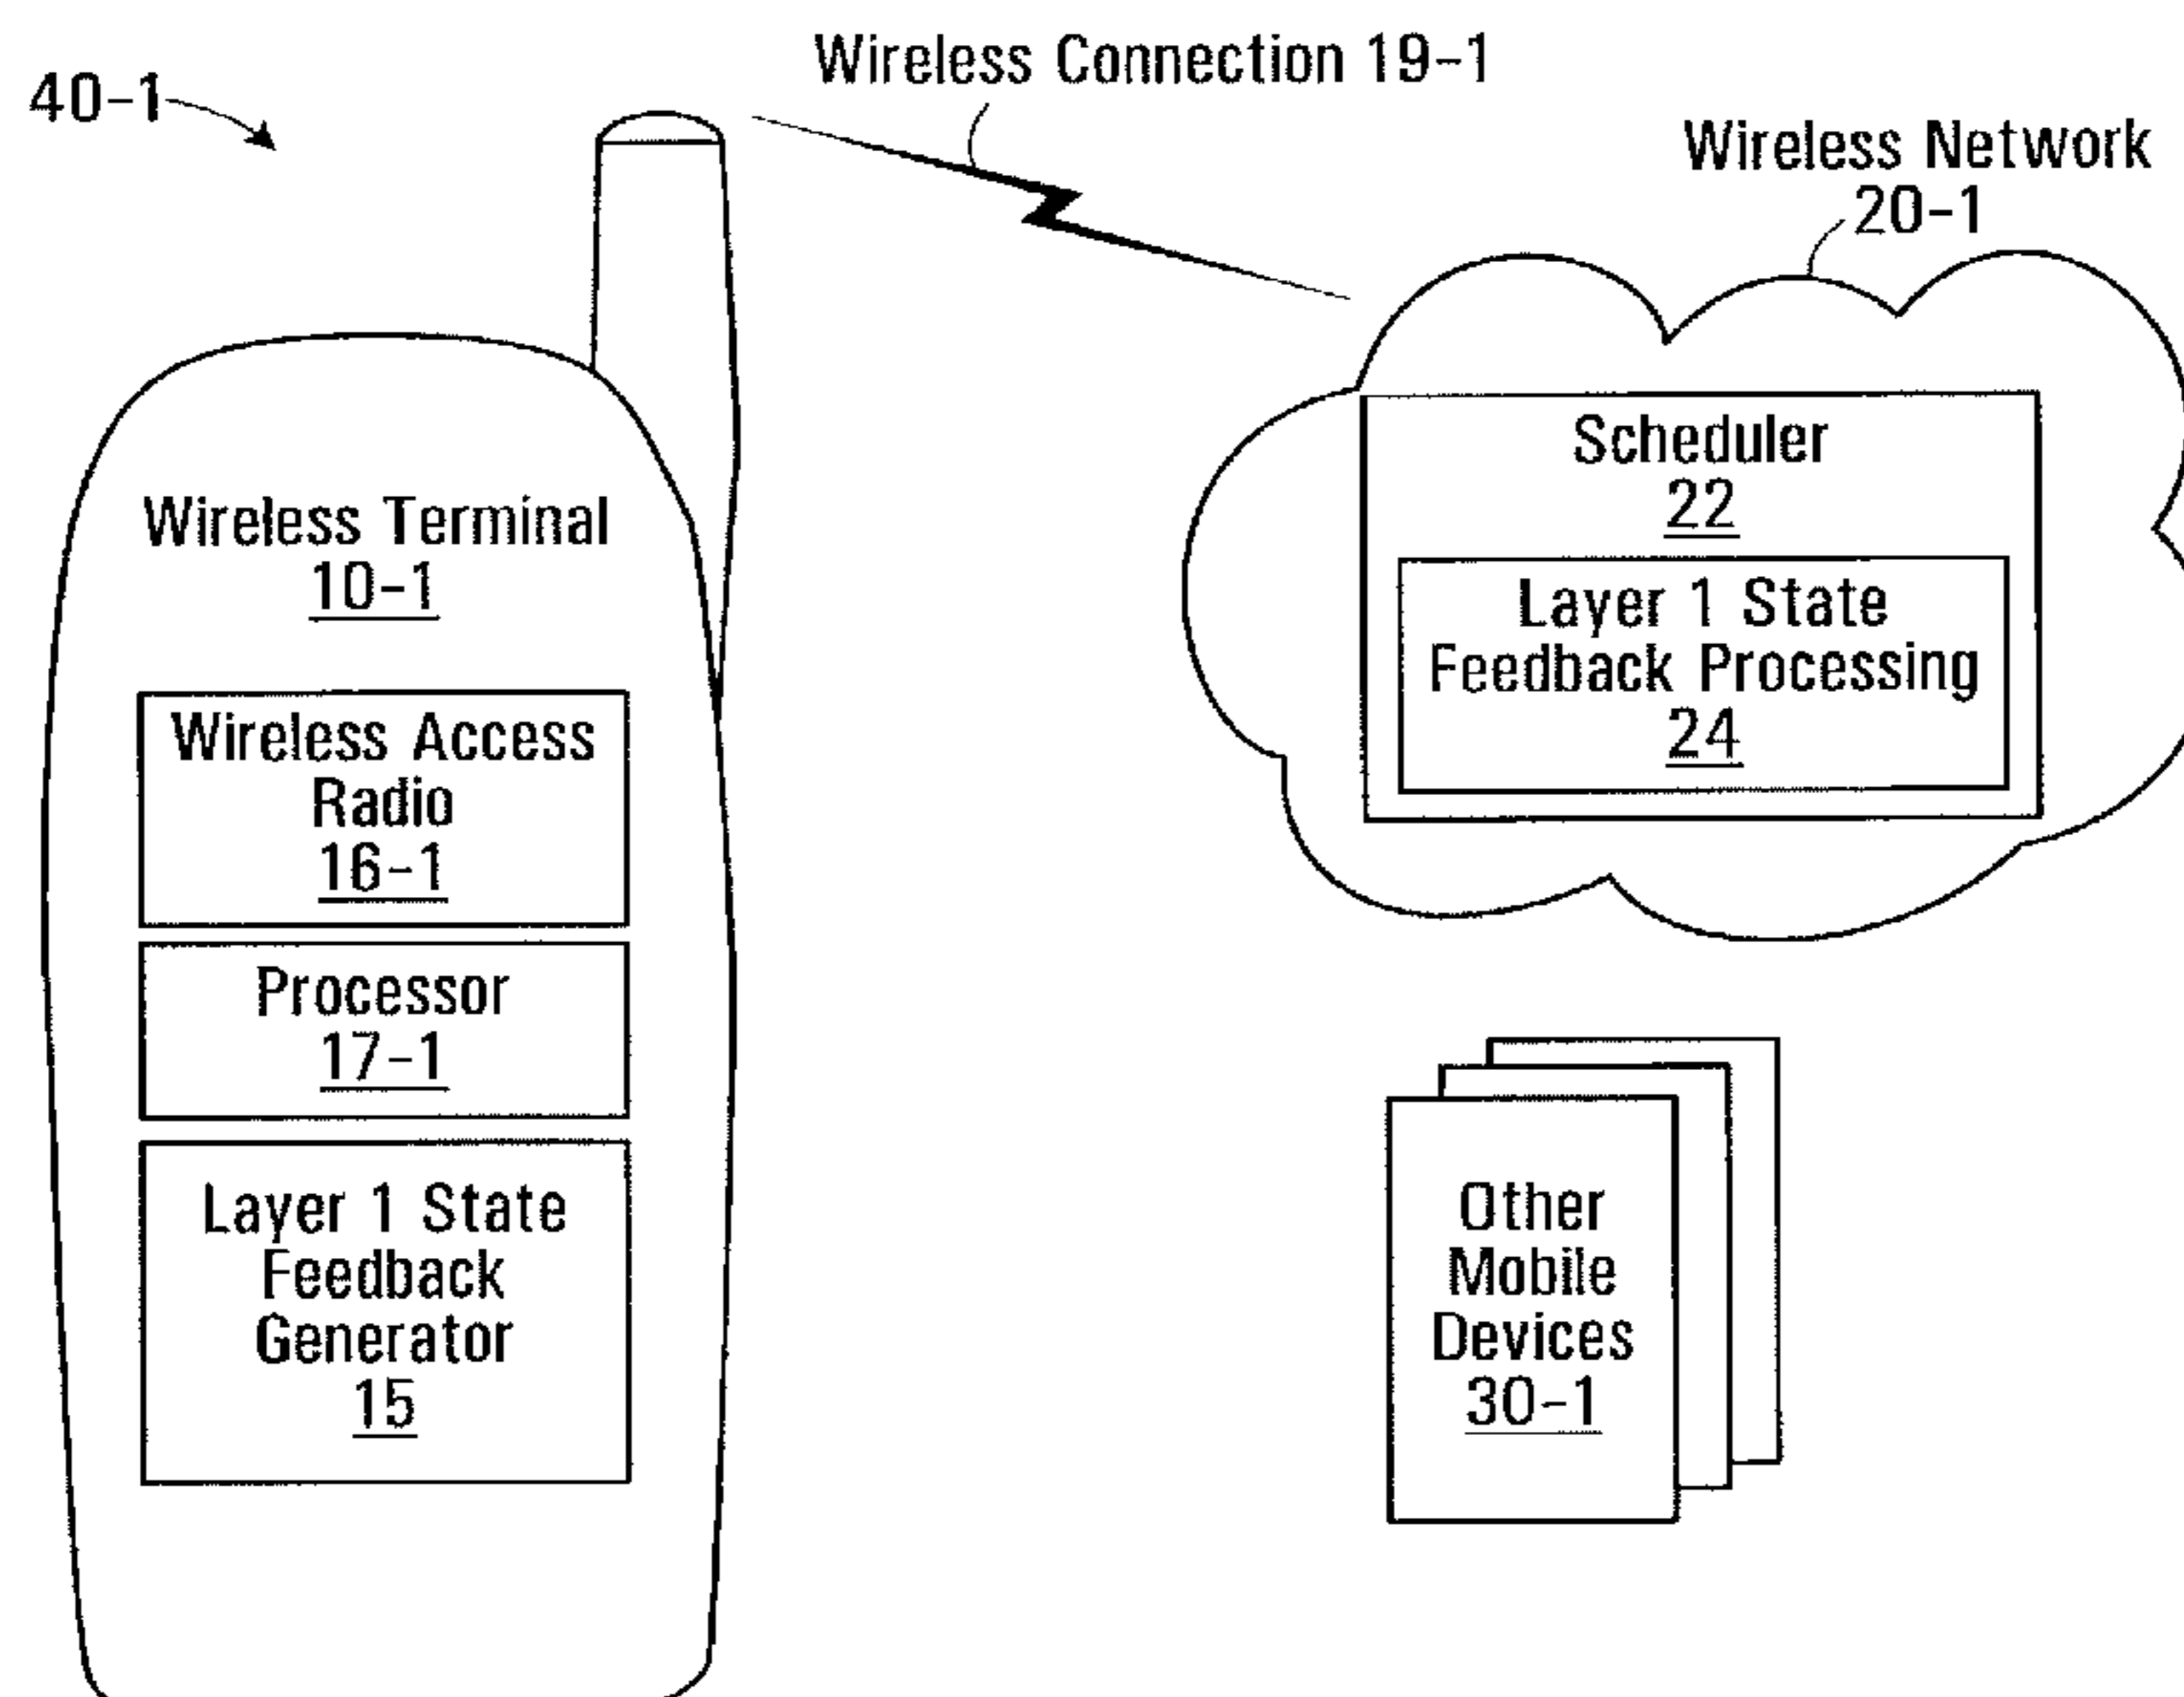 40-1
Wireless Connection 19-1
Wireless Network
20-1
Wireless Terminal
10-1
Wireless Access
Radio
16-1
Processor
17-1
Layer 1 State
Feedback
Generator
15
Scheduler
22
Layer 1 State
Feedback Processing
24
Other
Mobile
Devices
30-1